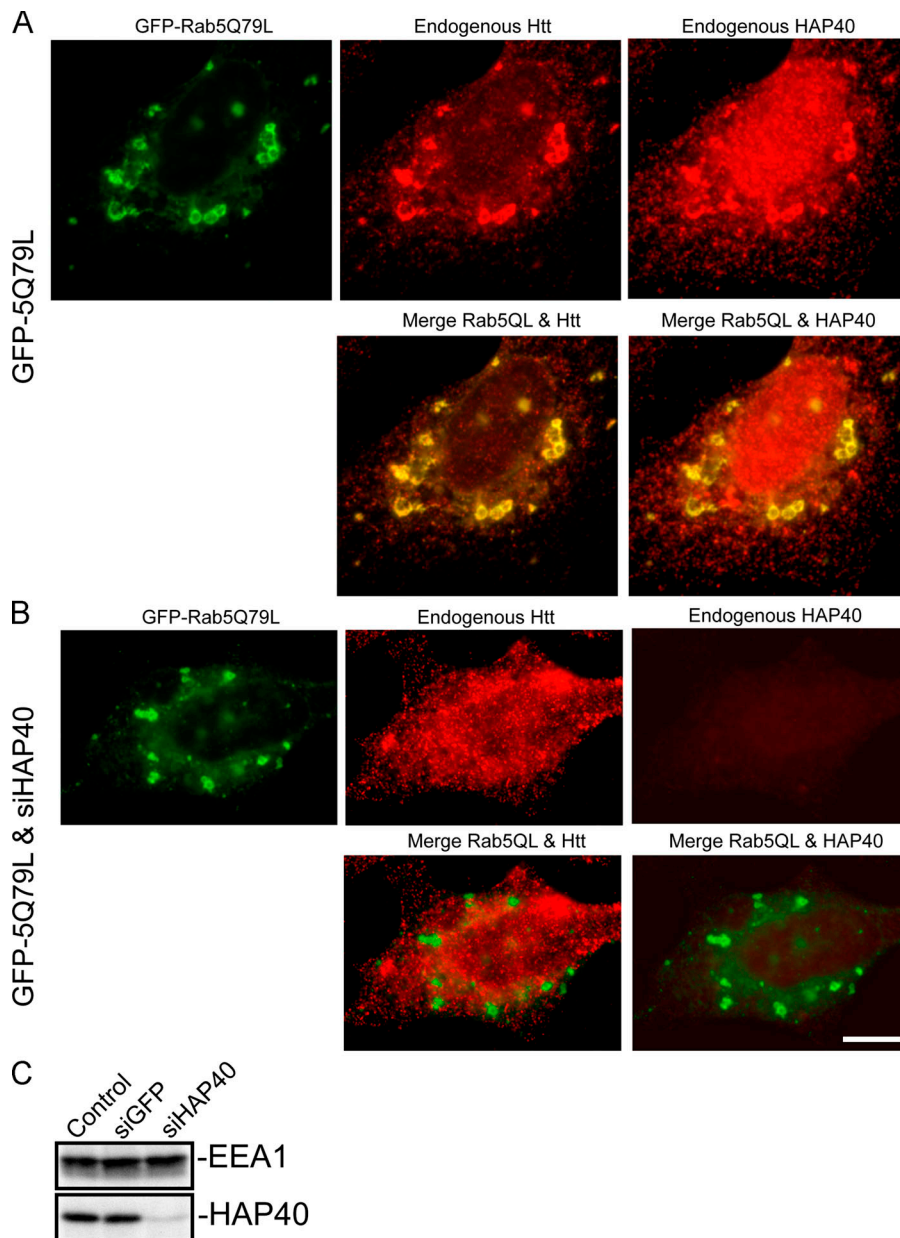 A
GFP-Rab5Q79L
Endogenous Htt
Endogenous HAP40
GFP-5Q79L
Merge Rab5QL & Htt
Merge Rab5QL & HAP40
B
GFP-Rab5Q79L
Endogenous Htt
Endogenous HAP40
GFP-5Q79L & siHAP40
Merge Rab5QL & Htt
Merge Rab5QL & HAP40
C
Control
siGFP
siHAP40
-EEA1
-HAP40